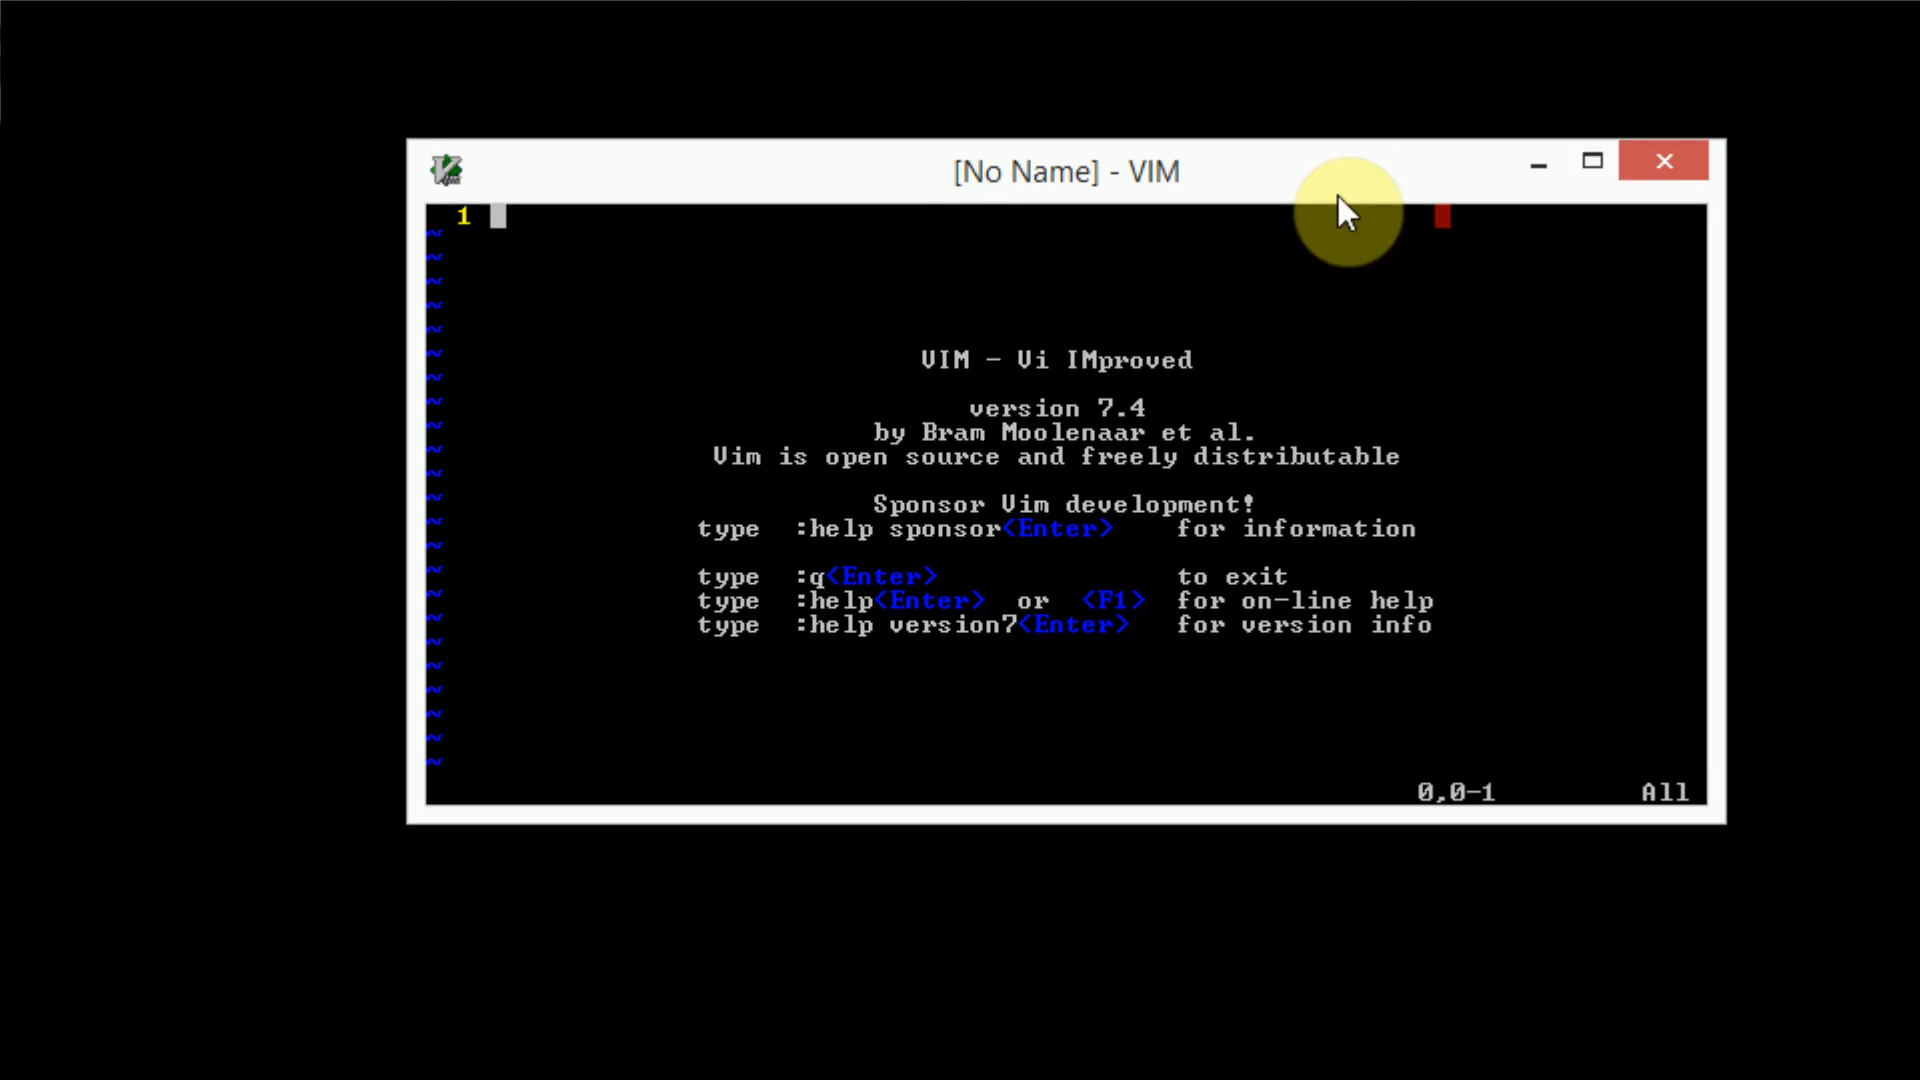 [No Name] - VIM
1
~
~
~
~
~
~
VIM - Vi IMproved
~
~
version 7.4
~
by Bram Moolenaar et al.
~
Vim is open source and freely distributable
~
~
Sponsor Vim development!
~
type :help sponsor<Enter> for information
~
~
type :q<Enter> to exit
~
type :help<Enter> or <F1> for on-line help
~
type :help version7<Enter> for version info
~
~
~
~
~
~
0,0-1 All